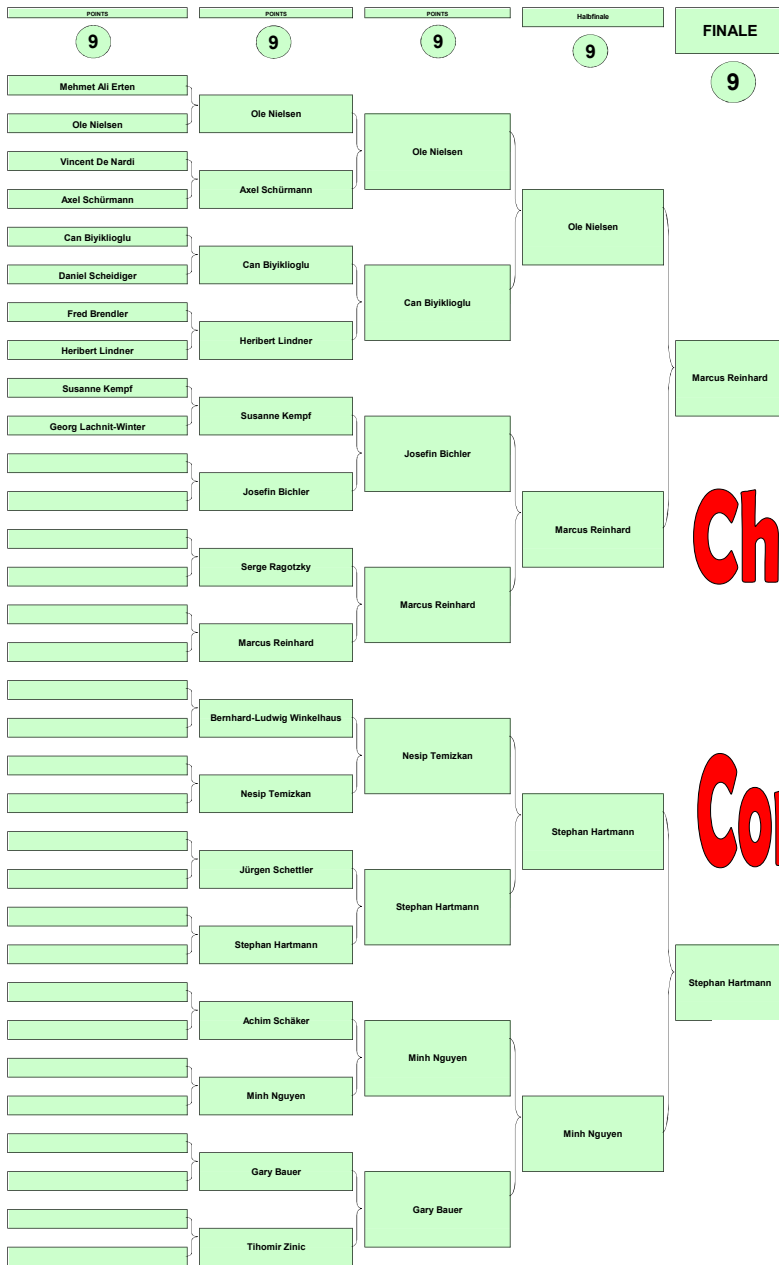 POINTS
POINTS
POINTS
Halbfinale
FINALE
9
9
9
9
9
Mehmet Ali Erten
Ole Nielsen
Vincent De Nardi
Axel Schürmann
Can Biyiklioglu
Daniel Scheidiger
Fred Brendler
Heribert Lindner
Susanne Kempf
Georg Lachnit-Winter
Ole Nielsen
Axel Schürmann
Can Biyiklioglu
Heribert Lindner
Susanne Kempf
Josefin Bichler
Serge Ragotzky
Marcus Reinhard
Bernhard-Ludwig Winkelhaus
Nesip Temizkan
Jürgen Schettler
Stephan Hartmann
Achim Schäker
Minh Nguyen
Gary Bauer
Tihomir Zinic
Ole Nielsen
Can Biyiklioglu
Josefin Bichler
Marcus Reinhard
Nesip Temizkan
Stephan Hartmann
Minh Nguyen
Gary Bauer
Ole Nielsen
Marcus Reinhard
Stephan Hartmann
Minh Nguyen
Marcus Reinhard
Ch
Co
Stephan Hartmann